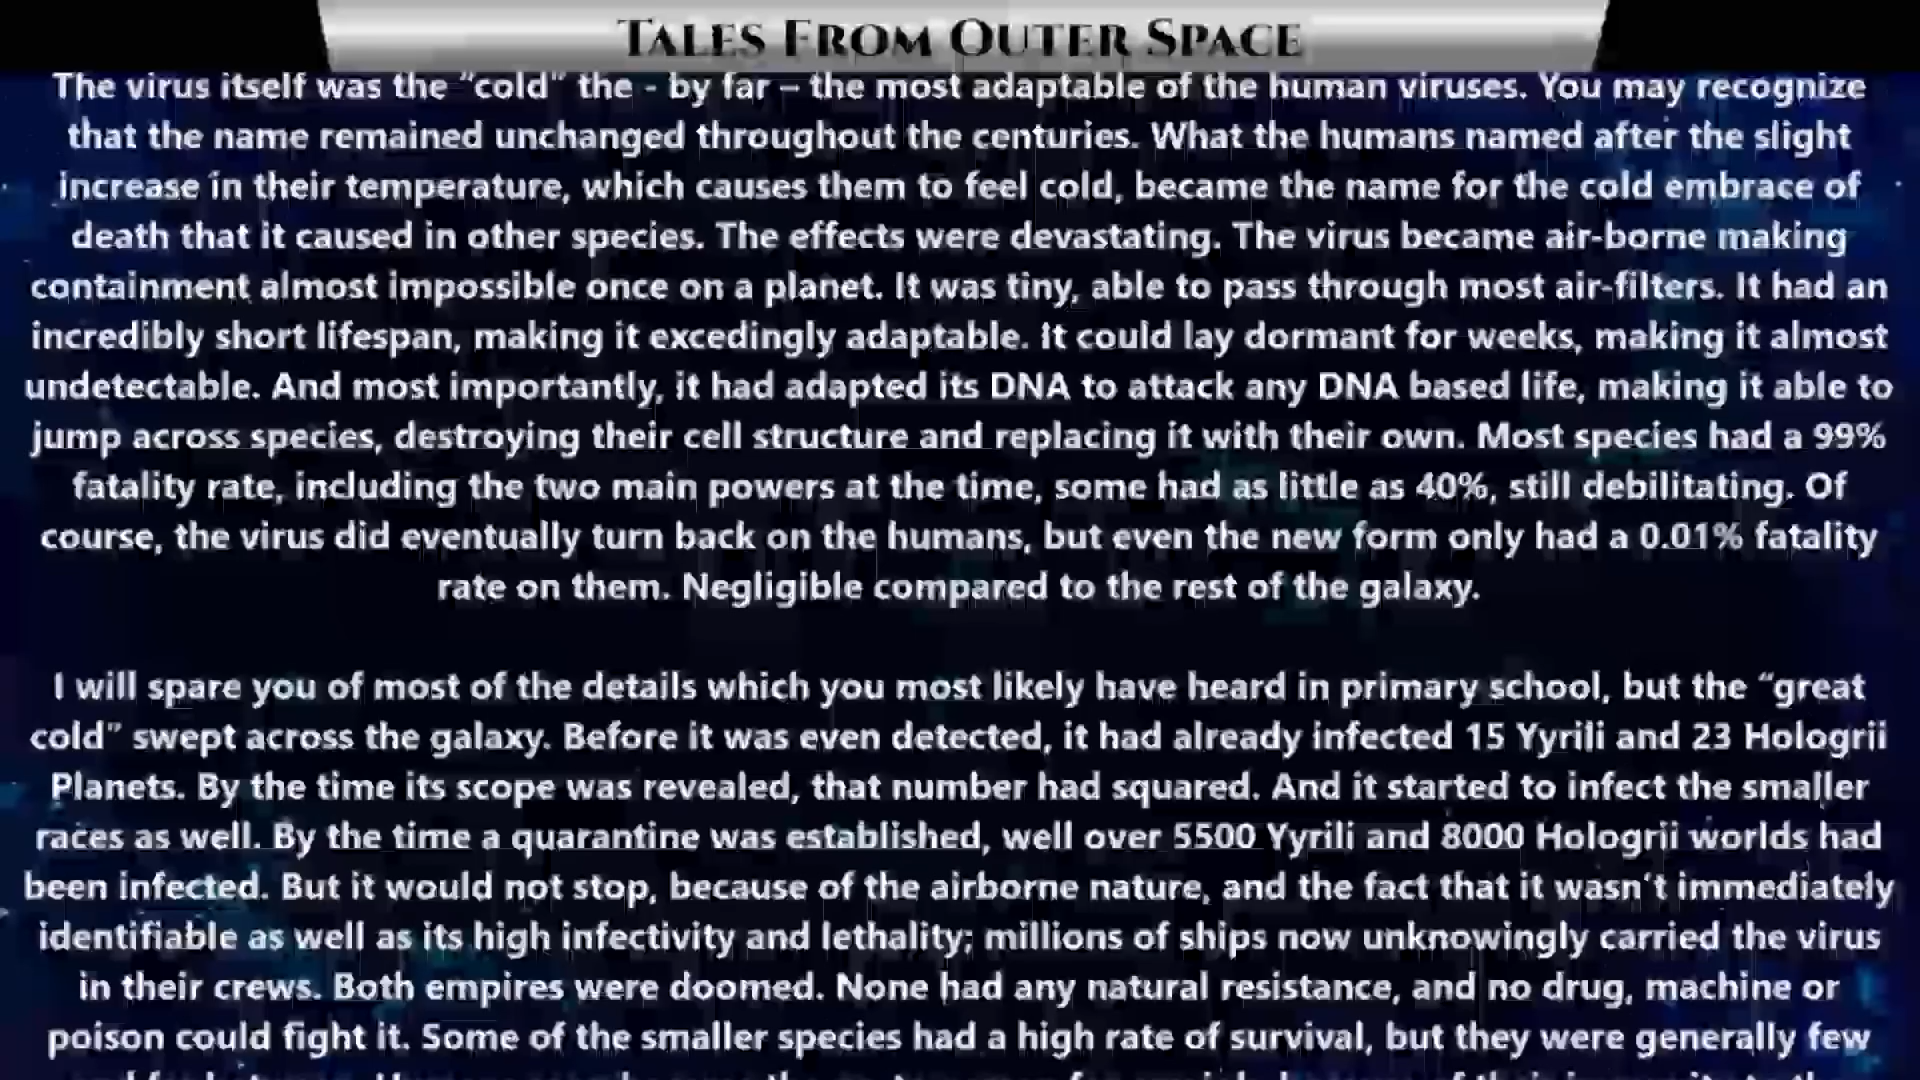 Tales From Outer Space
The virus itself was the “cold” the - by far – the most adaptable of the human viruses. You may recognize
that the name remained unchanged throughout the centuries. What the humans named after the slight
increase in their temperature, which causes them to feel cold, became the name for the cold embrace of
death that it caused in other species. The effects were devastating. The virus became air-borne making
containment almost impossible once on a planet. It was tiny, able to pass through most air-filters. It had an
incredibly short lifespan, making it excedingly adaptable. It could lay dormant for weeks, making it almost
undetectable. And most importantly, it had adapted its DNA to attack any DNA based life, making it able to
jump across species, destroying their cell structure and replacing it with their own. Most species had a 99%
fatality rate, including the two main powers at the time, some had as little as 40%, still debilitating. Of
course, the virus did eventually turn back on the humans, but even the new form only had a 0.01% fatality
rate on them. Negligible compared to the rest of the galaxy.
I will spare you of most of the details which you most likely have heard in primary school, but the “great
cold” swept across the galaxy. Before it was even detected, it had already infected 15 Yyrili and 23 Hologrii
Planets. By the time its scope was revealed, that number had squared. And it started to infect the smaller
races as well. By the time a quarantine was established, well over 5500 Yyrili and 8000 Hologrii worlds had
been infected. But it would not stop, because of the airborne nature, and the fact that it wasn't immediately
identifiable as well as its high infectivity and lethality; millions of ships now unknowingly carried the virus
in their crews. Both empires were doomed. None had any natural resistance, and no drug, machine or
poison could fight it. Some of the smaller species had a high rate of survival, but they were generally few